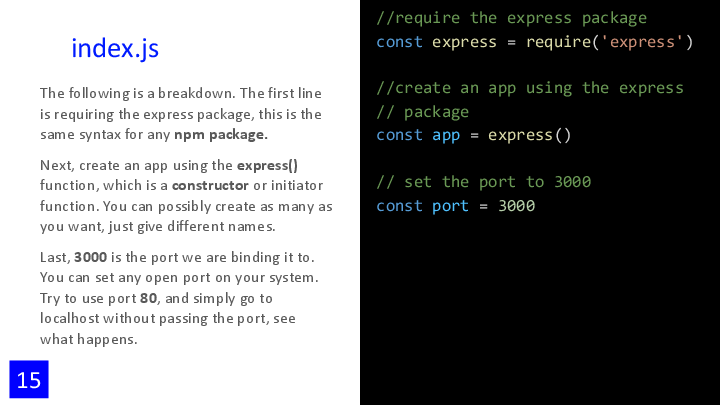 index.js
The following is a breakdown. The first line
is requiring the express package, this is the
same syntax for any npm package.
Next, create an app using the express()
function, which is a constructor or initiator
function. You can possibly create as many as
you want, just give different names.
Last, 3000 is the port we are binding it to.
You can set any open port on your system.
Try to use port 80, and simply go to
localhost without passing the port, see
what happens.
15
//require the express package
const express = require('express')
//create an app using the express
// package
const app = express()
// set the port to 3000
const port = 3000